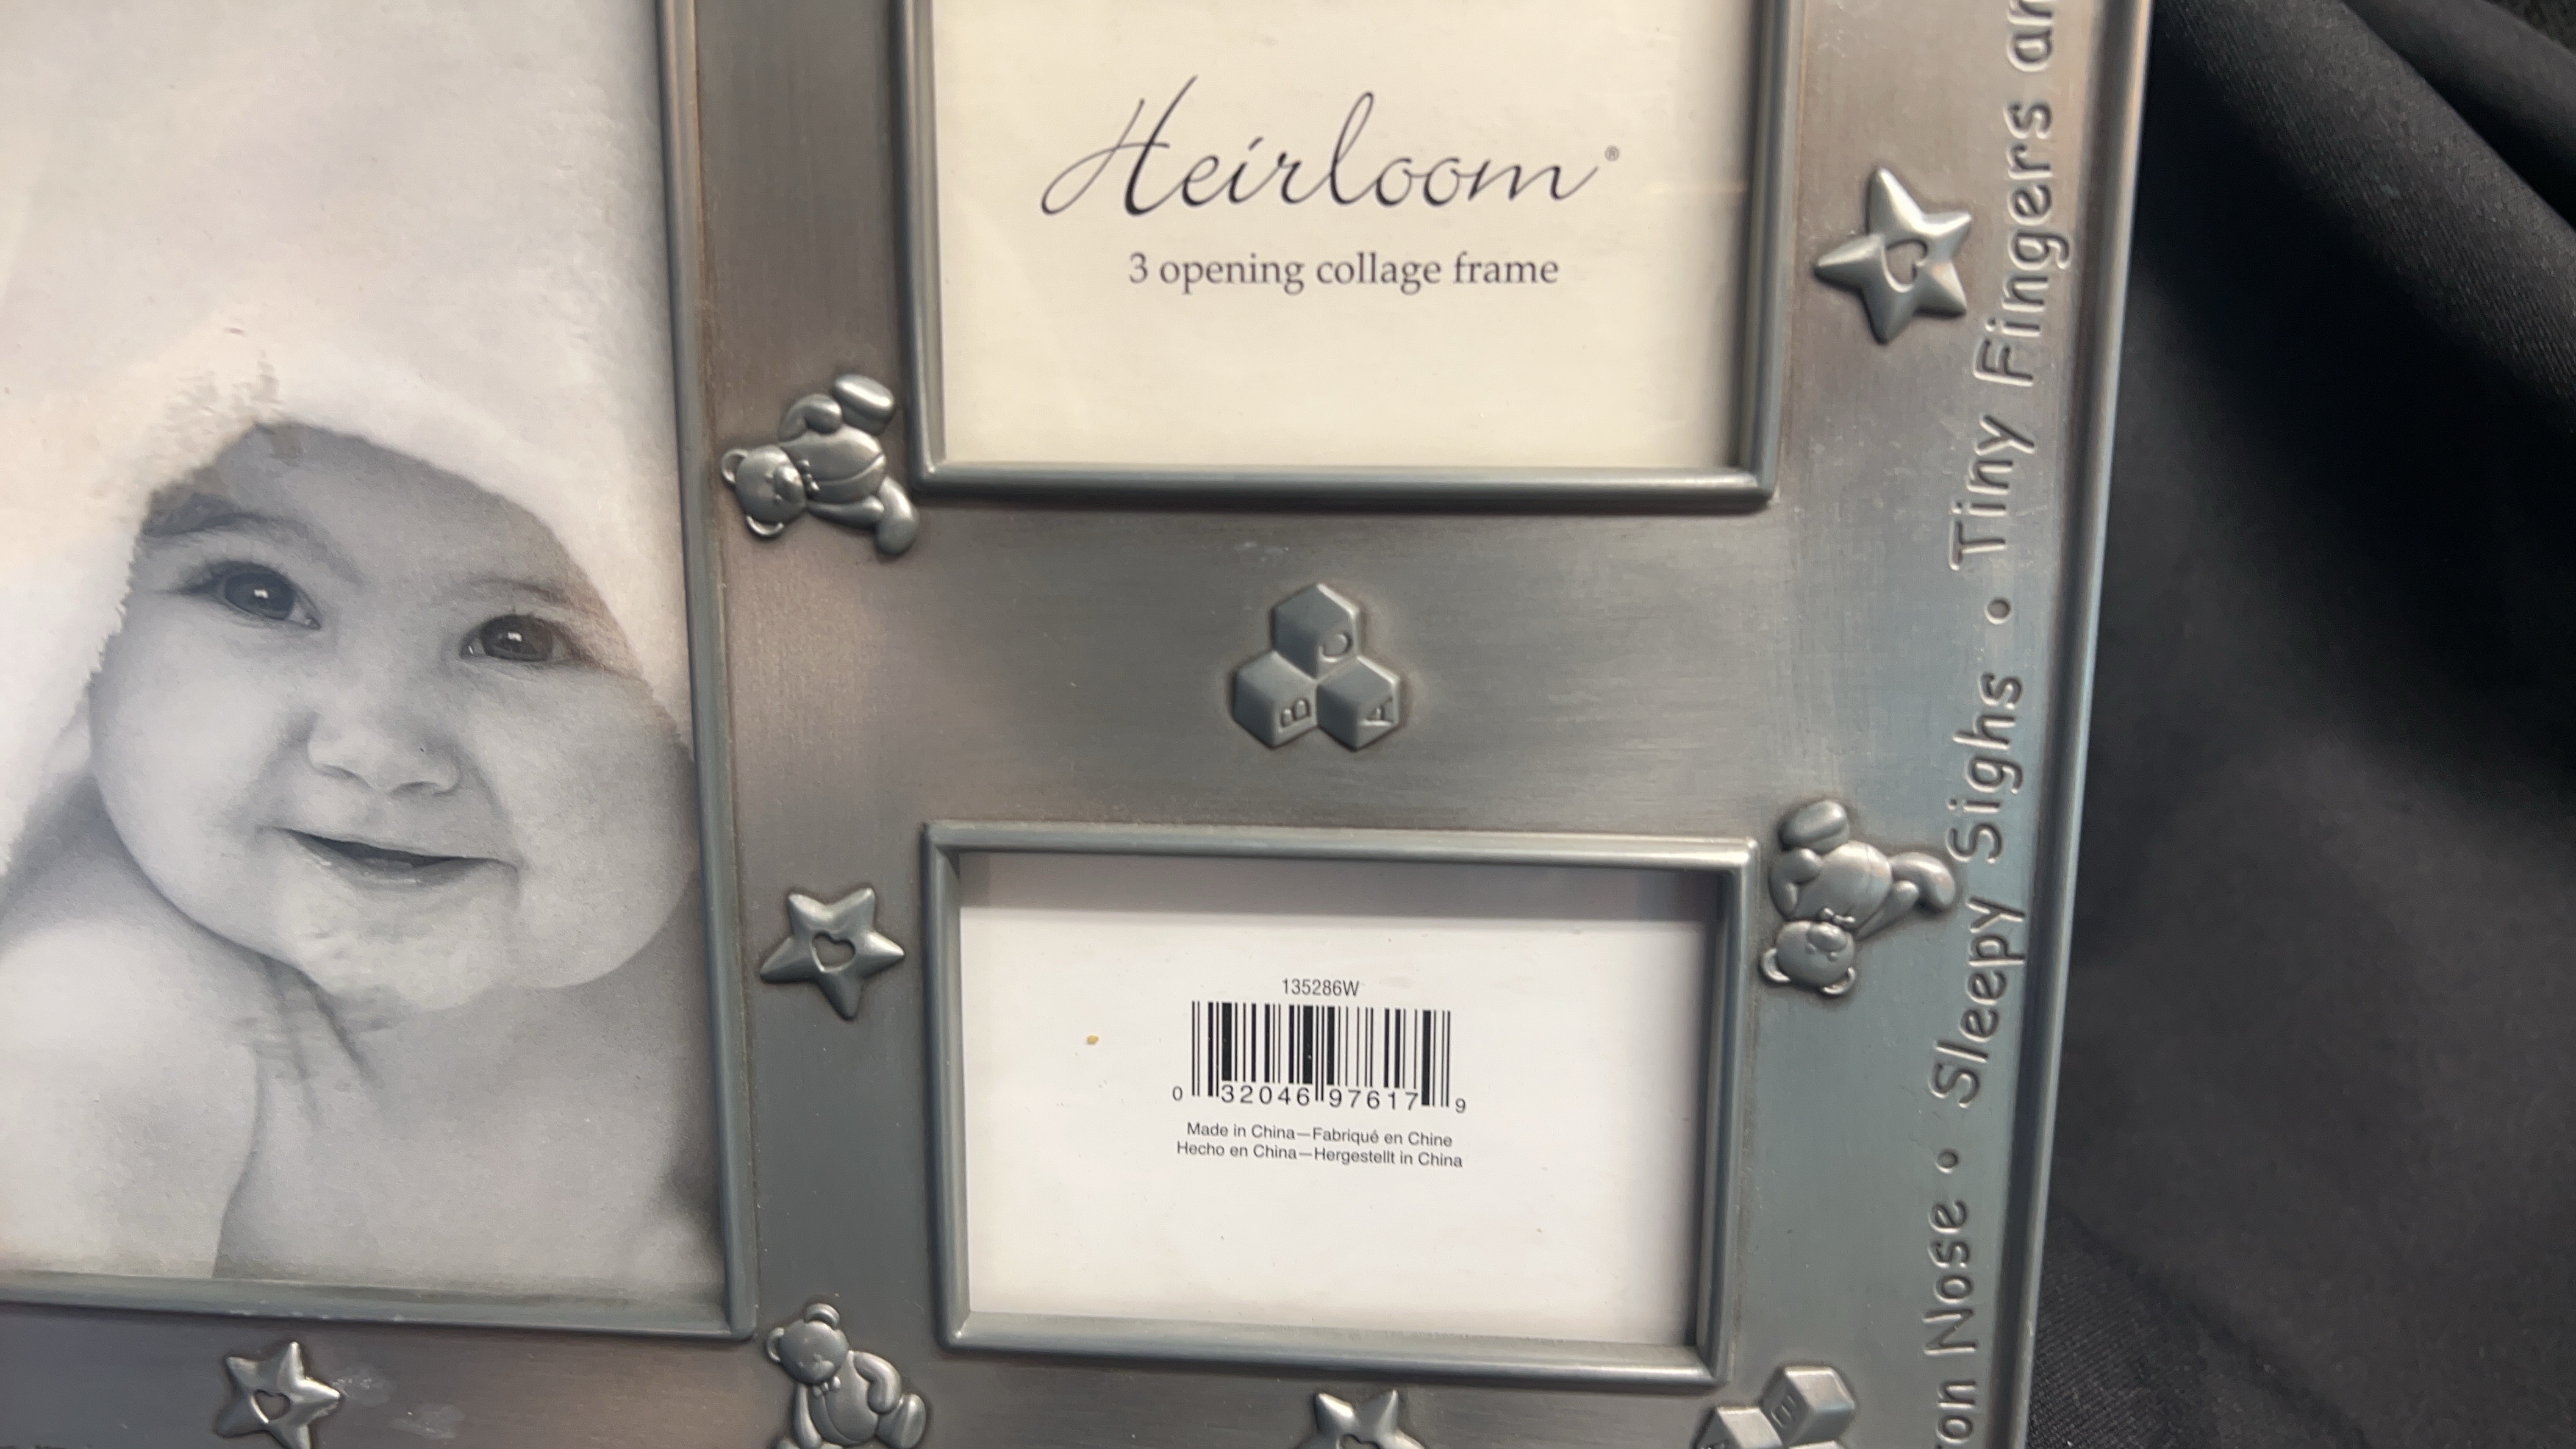 Heirloom®
3 opening collage frame
C
B A
135286W
0 32046 97617 9
Made in China—Fabriqué en Chine
Hecho en China—Hergestellt in China
Nose • Sleepy Sighs • Tiny Fingers
B